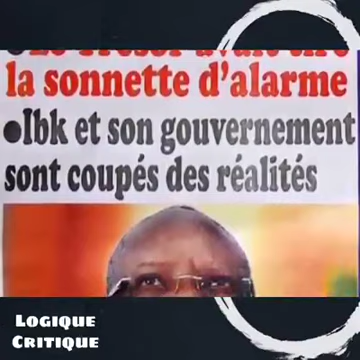 la sonnette d'alarme
●Ibk et son gouvernement
sont coupés des réalités
Logique
Critique